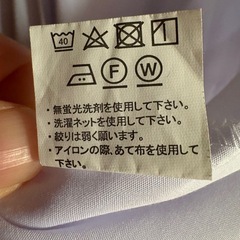 40 1
F W
・無蛍光洗剤を使用して下さい。
・洗濯ネットを使用して下さい。
・絞りは弱く願います。
・アイロンの際、あて布を使用して
下さい。